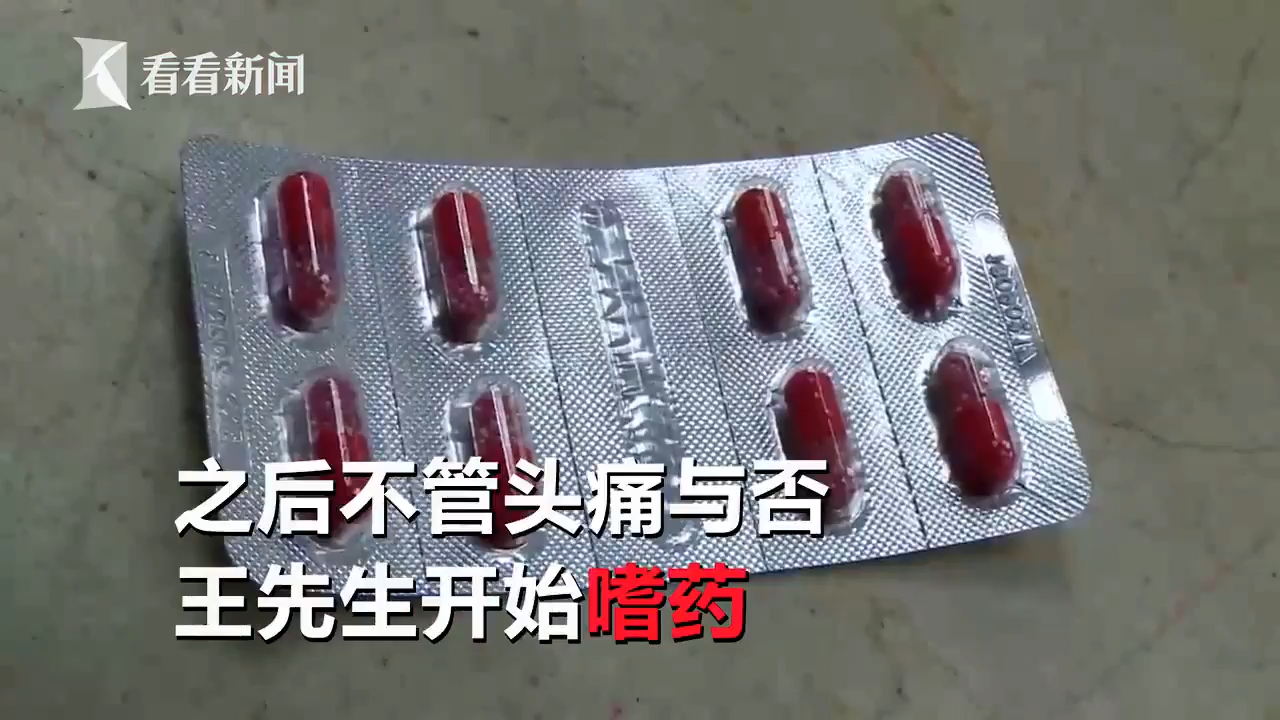 看看新闻
之后不管头痛与否
王先生开始嗜药